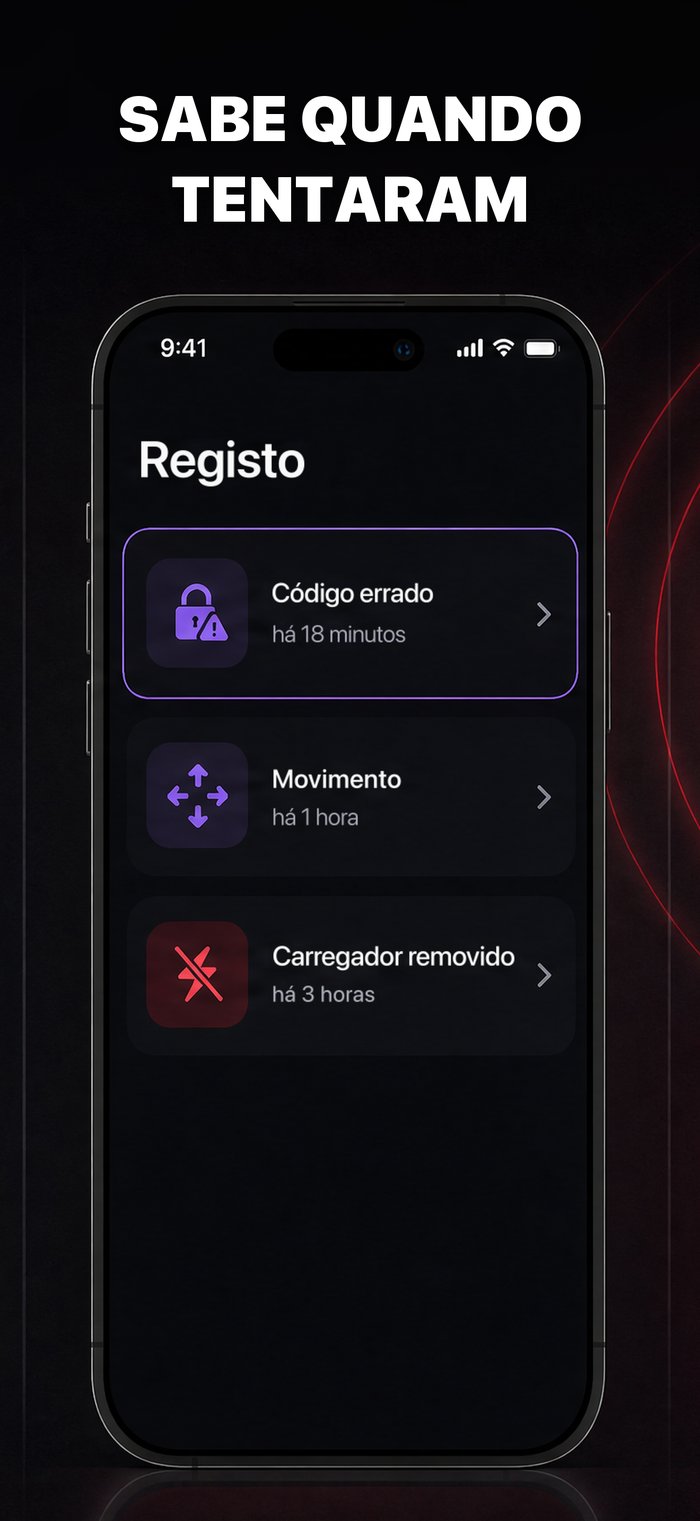 SABE QUANDO
TENTARAM
9:41
Registo
Código errado
há 18 minutos
Movimento
há 1 hora
Carregador removido
há 3 horas